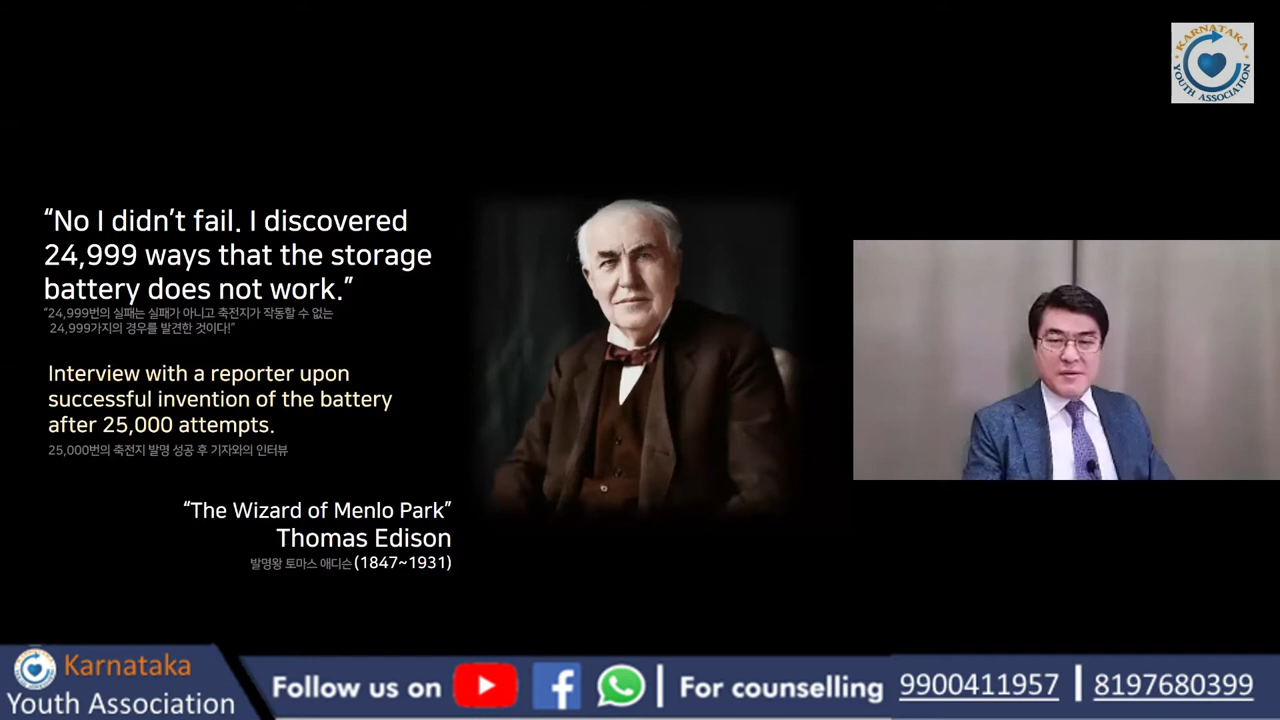 KARNATAKA
YOUTH ASSOCIATION
“No I didn’t fail. I discovered
24,999 ways that the storage
battery does not work.”
“24,999번의 실패는 실패가 아니고 축전지가 작동할 수 없는
24,999가지의 경우를 발견한 것이다!”
Interview with a reporter upon
successful invention of the battery
after 25,000 attempts.
25,000번의 축전지 발명 성공 후 기자와의 인터뷰
“The Wizard of Menlo Park”
Thomas Edison
발명왕 토마스 애디슨 (1847~1931)
Karnataka
Youth Association
Follow us on | For counselling 9900411957 | 8197680399